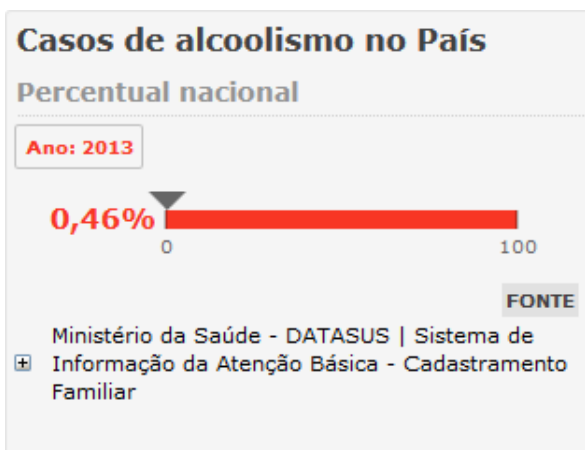 Casos de alcoolismo no País
Percentual nacional
Ano: 2013
0,46%
0
100
FONTE
Ministério da Saúde - DATASUS | Sistema de
Informação da Atenção Básica - Cadastramento
Familiar